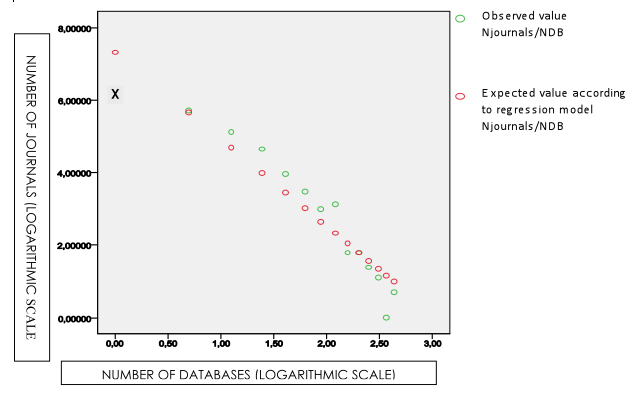 8,00000
6,00000
4,00000
2,00000
0,00000
X
0,00
0,50
1,00
1,50
2,00
2,50
3,00
NUMBER OF JOURNALS (LOGARITHMIC SCALE
NUMBER OF DATABASES (LOGARITHMIC SCALE)
Observed value
Njournals/NDB
Expected value according
to regression model
Njournals/NDB